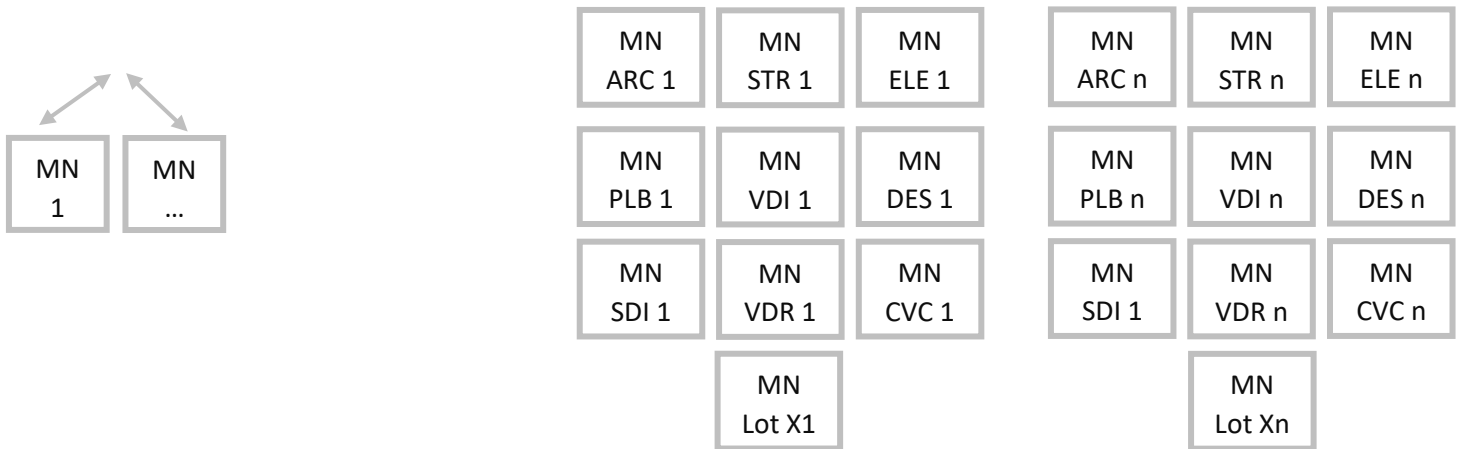 MN
1
MN
...
MN
ARC 1
MN
STR 1
MN
ELE 1
MN
PLB 1
MN
VDI 1
MN
DES 1
MN
SDI 1
MN
VDR 1
MN
CVC 1
MN
Lot X1
MN
ARC n
MN
STR n
MN
ELE n
MN
PLB n
MN
VDI n
MN
DES n
MN
SDI 1
MN
VDR n
MN
CVC n
MN
Lot Xn